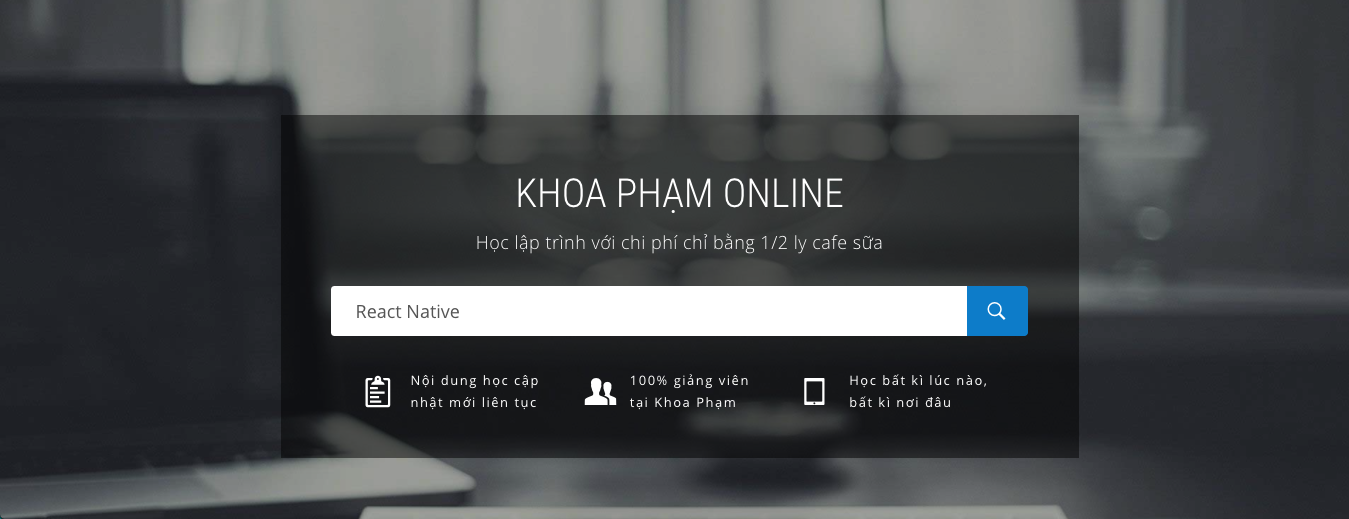 KHOA PHẠM ONLINE
Học lập trình với chi phí chỉ bằng 1/2 ly cafe sữa
React Native
Nội dung học cập
nhật mới liên tục
100% giảng viên
tại Khoa Phạm
Học bất kì lúc nào,
bất kì nơi đâu